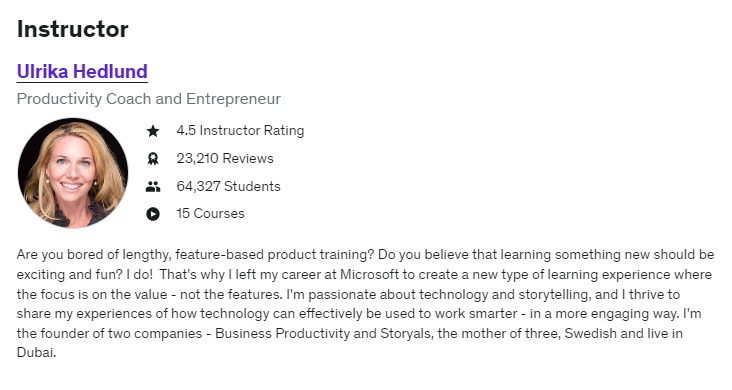 Instructor
Ulrika Hedlund
Productivity Coach and Entrepreneur
4.5 Instructor Rating
23,210 Reviews
64,327 Students
15 Courses
Are you bored of lengthy, feature-based product training? Do you believe that learning something new should be
exciting and fun? I do!  That's why I left my career at Microsoft to create a new type of learning experience where
the focus is on the value - not the features. I'm passionate about technology and storytelling, and I thrive to
share my experiences of how technology can effectively be used to work smarter - in a more engaging way. I'm
the founder of two companies - Business Productivity and Storyals, the mother of three, Swedish and live in
Dubai.